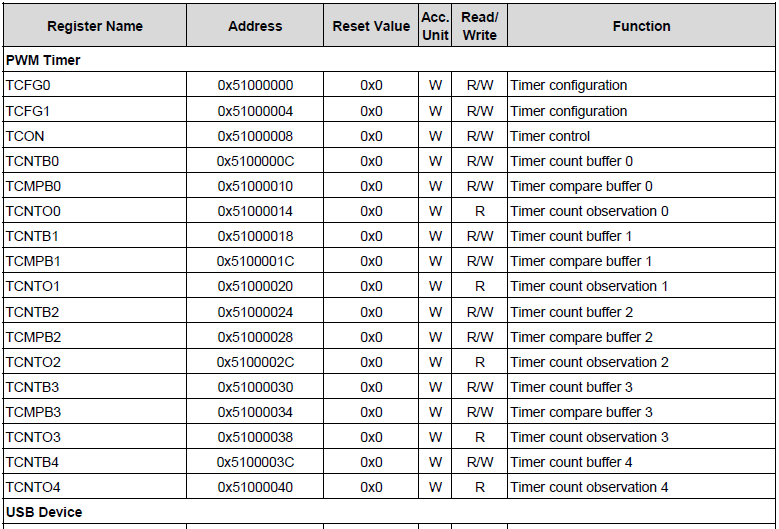 Register Name Address Reset Value Acc. Unit Read/ Write Function
PWM Timer
TCFG0 0x51000000 0x0 W R/W Timer configuration
TCFG1 0x51000004 0x0 W R/W Timer configuration
TCON 0x51000008 0x0 W R/W Timer control
TCNTB0 0x5100000C 0x0 W R/W Timer count buffer 0
TCMPB0 0x51000010 0x0 W R/W Timer compare buffer 0
TCNTO0 0x51000014 0x0 W R Timer count observation 0
TCNTB1 0x51000018 0x0 W R/W Timer count buffer 1
TCMPB1 0x5100001C 0x0 W R/W Timer compare buffer 1
TCNTO1 0x51000020 0x0 W R Timer count observation 1
TCNTB2 0x51000024 0x0 W R/W Timer count buffer 2
TCMPB2 0x51000028 0x0 W R/W Timer compare buffer 2
TCNTO2 0x5100002C 0x0 W R Timer count observation 2
TCNTB3 0x51000030 0x0 W R/W Timer count buffer 3
TCMPB3 0x51000034 0x0 W R/W Timer compare buffer 3
TCNTO3 0x51000038 0x0 W R Timer count observation 3
TCNTB4 0x5100003C 0x0 W R/W Timer count buffer 4
TCNTO4 0x51000040 0x0 W R Timer count observation 4
USB Device